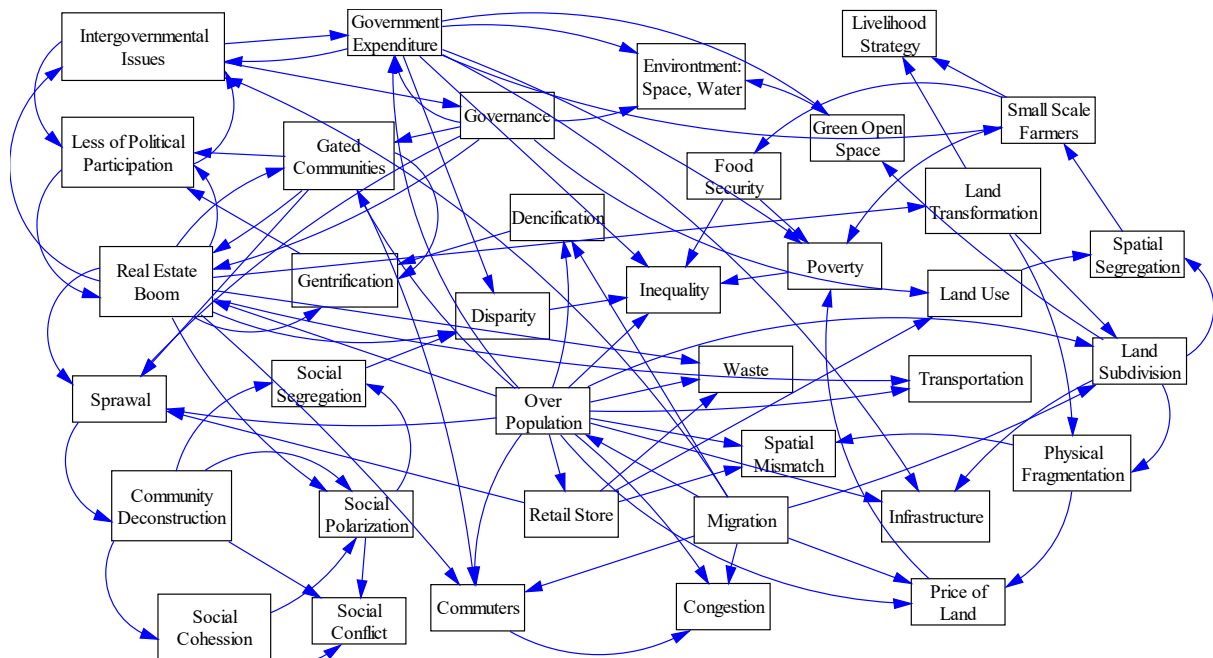 Intergovernmental
Issues
Government
Expenditure
Livelihood
Strategy
Environtment:
Space, Water
Governance
Small Scale
Farmers
Less of Political
Participation
Gated
Communities
Green Open
Space
Food
Security
Land
Transformation
Dencification
Spatial
Segregation
Real Estate
Boom
Gentrification
Inequality
Poverty
Land Use
Disparity
Land
Subdivision
Sprawal
Social
Segregation
Waste
Transportation
Over
Population
Spatial
Mismatch
Physical
Fragmentation
Community
Deconstruction
Social
Polarization
Retail Store
Migration
Infrastructure
Commuters
Congestion
Price of
Land
Social
Cohession
Social
Conflict